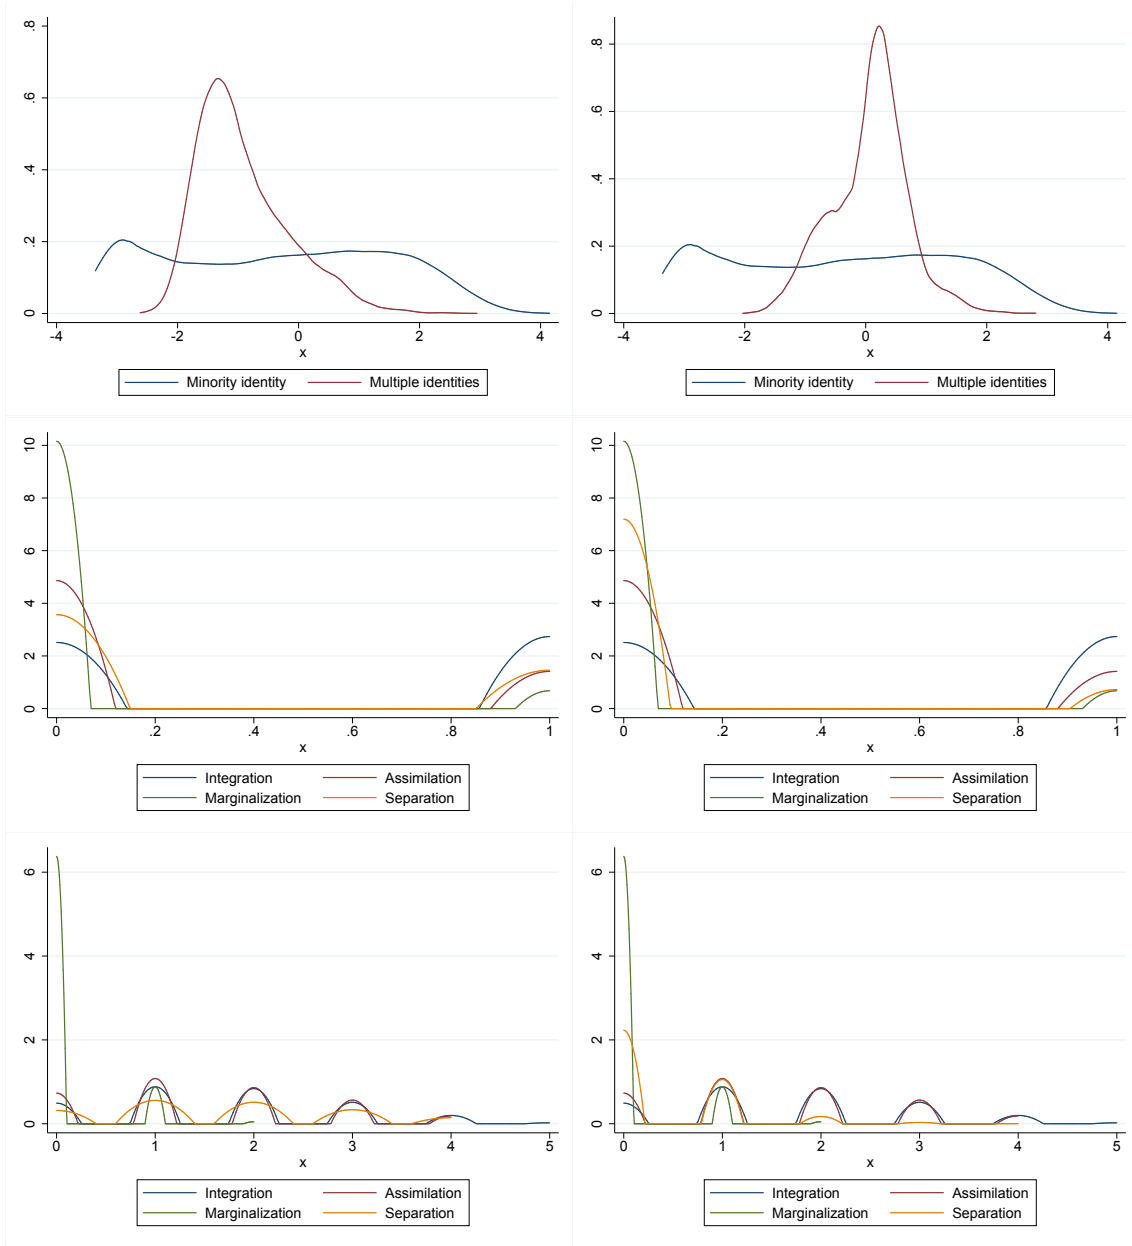 .8
.6
.4
.2
0
-4 -2 0 2 4
x
Minority identity Multiple identities
.8
.6
.4
.2
0
-4 -2 0 2 4
x
Minority identity Multiple identities
10
8
6
4
2
0
0 .2 .4 .6 .8 1
x
Integration Assimilation
Marginalization Separation
10
8
6
4
2
0
0 .2 .4 .6 .8 1
x
Integration Assimilation
Marginalization Separation
6
4
2
0
0 1 2 3 4 5
x
Integration Assimilation
Marginalization Separation
6
4
2
0
0 1 2 3 4 5
x
Integration Assimilation
Marginalization Separation